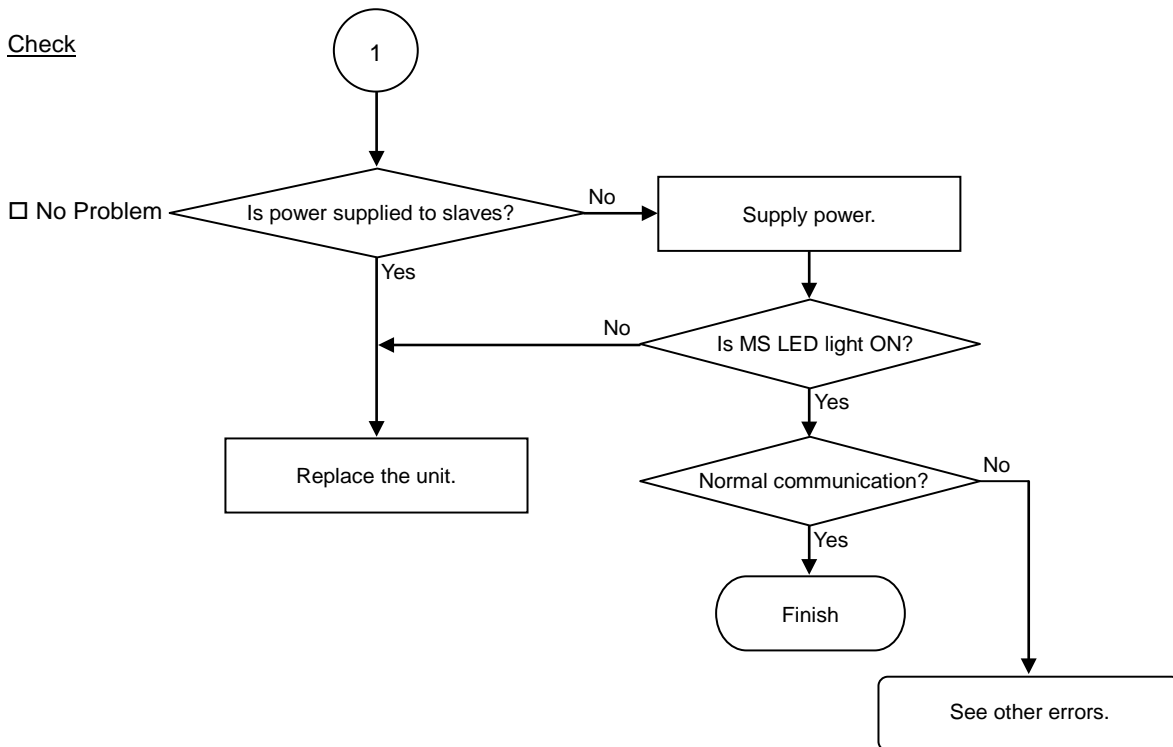 Check
1
☐ No Problem
Is power supplied to slaves?
No
Supply power.
Yes
No
Is MS LED light ON?
Yes
Replace the unit.
Normal communication?
No
Yes
Finish
See other errors.